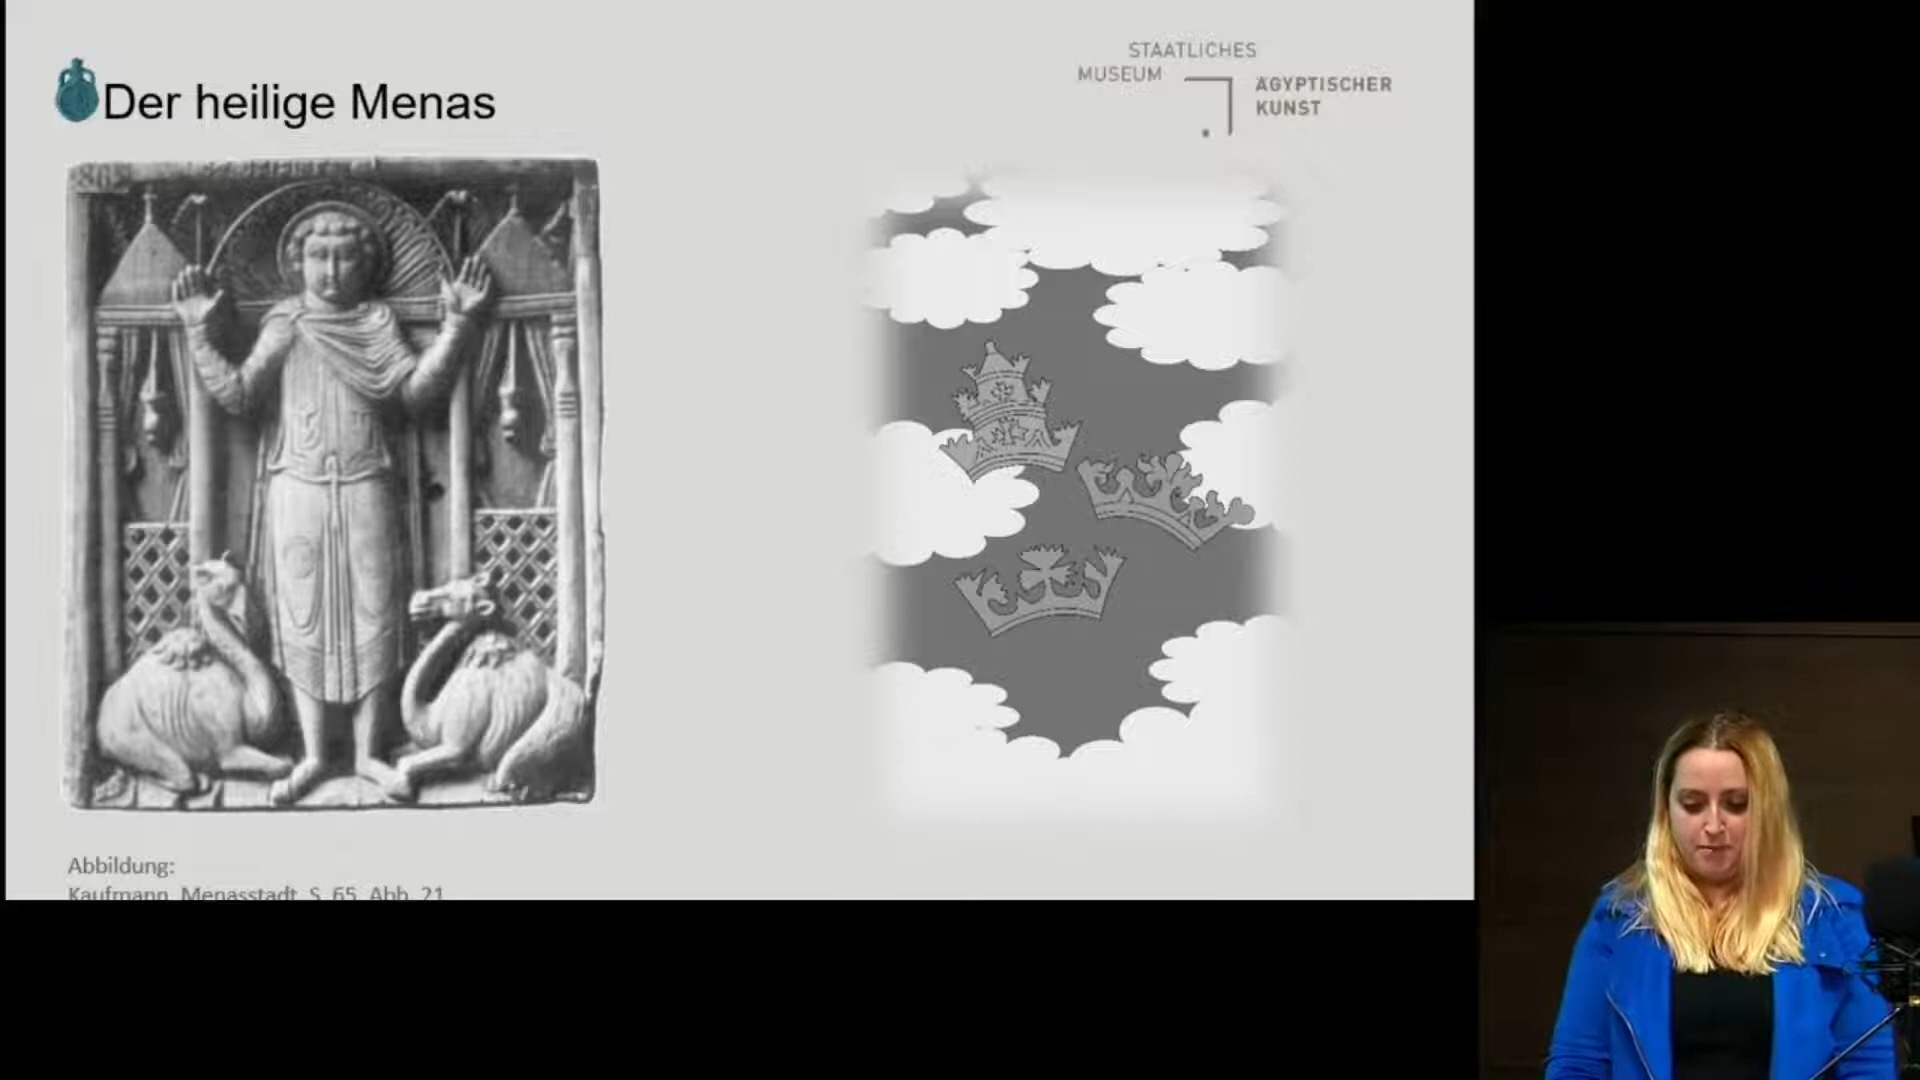 Der heilige Menas
STAATLICHES
MUSEUM
ÄGYPTISCHER
KUNST
Abbildung:
Kaufmann, Menasstadt, S. 65, Abb. 21